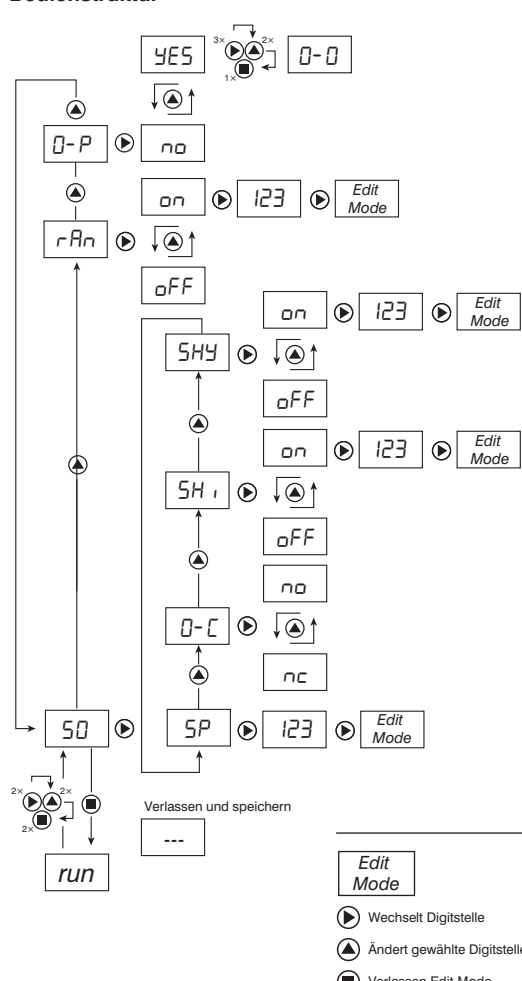 Bedienstruktur
YES
3×
2×
1×
0-0
0-P
no
on
123
Edit
Mode
rAn
oFF
on
123
Edit
Mode
SHY
oFF
on
123
Edit
Mode
SHi
oFF
no
0-C
nc
SO
SP
123
Edit
Mode
2×
2×
2×
Verlassen und speichern
---
run
Edit
Mode
Wechselt Digitstelle
Ändert gewählte Digitstelle
Verlassen Edit Mode